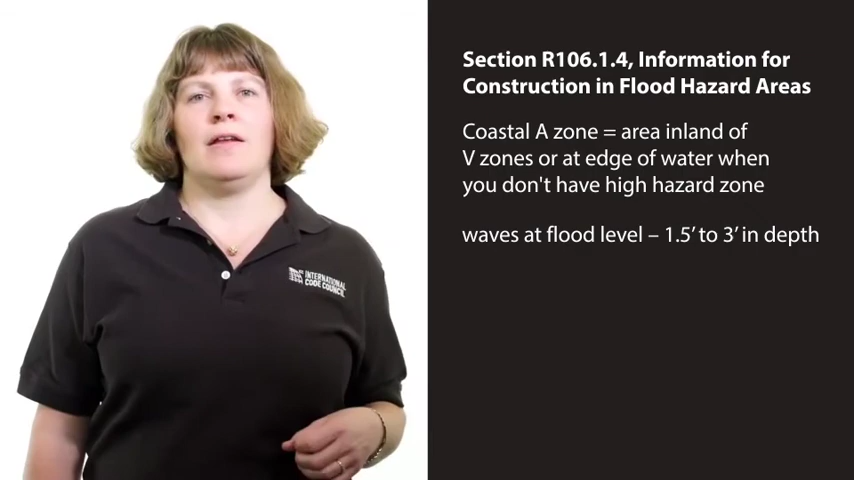 INTERNATIONAL
CODE COUNCIL
Section R106.1.4, Information for
Construction in Flood Hazard Areas
Coastal A zone = area inland of
V zones or at edge of water when
you don't have high hazard zone
waves at flood level – 1.5’ to 3’ in depth